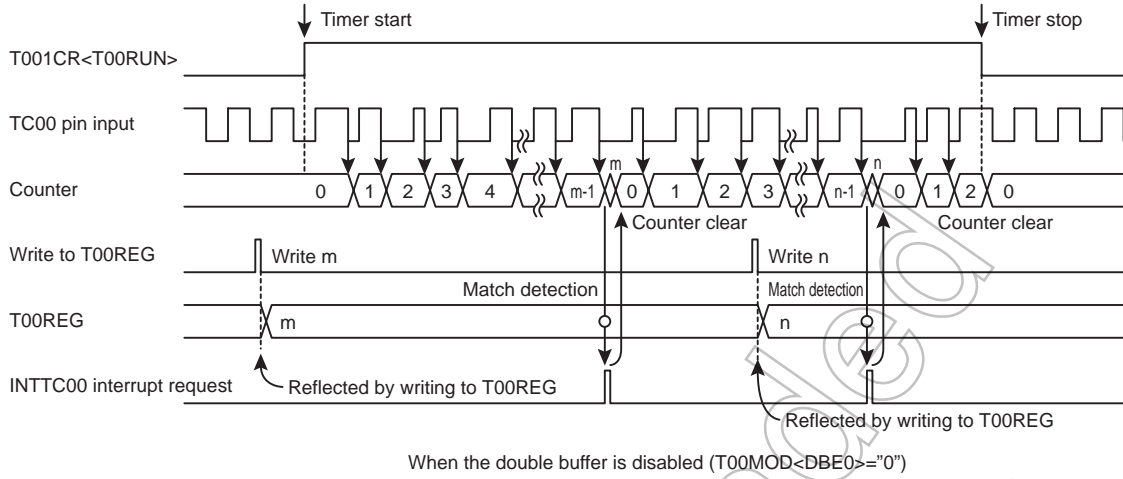 Timer start
Timer stop
T001CR<T00RUN>
TC00 pin input
m
n
Counter
0 1 2 3 4 m-1 0 1 2 3 n-1 0 1 2 0
Counter clear
Counter clear
Write to T00REG
Write m
Write n
Match detection
Match detection
T00REG
m
n
INTTC00 interrupt request
Reflected by writing to T00REG
Reflected by writing to T00REG
When the double buffer is disabled (T00MOD<DBE0>="0")